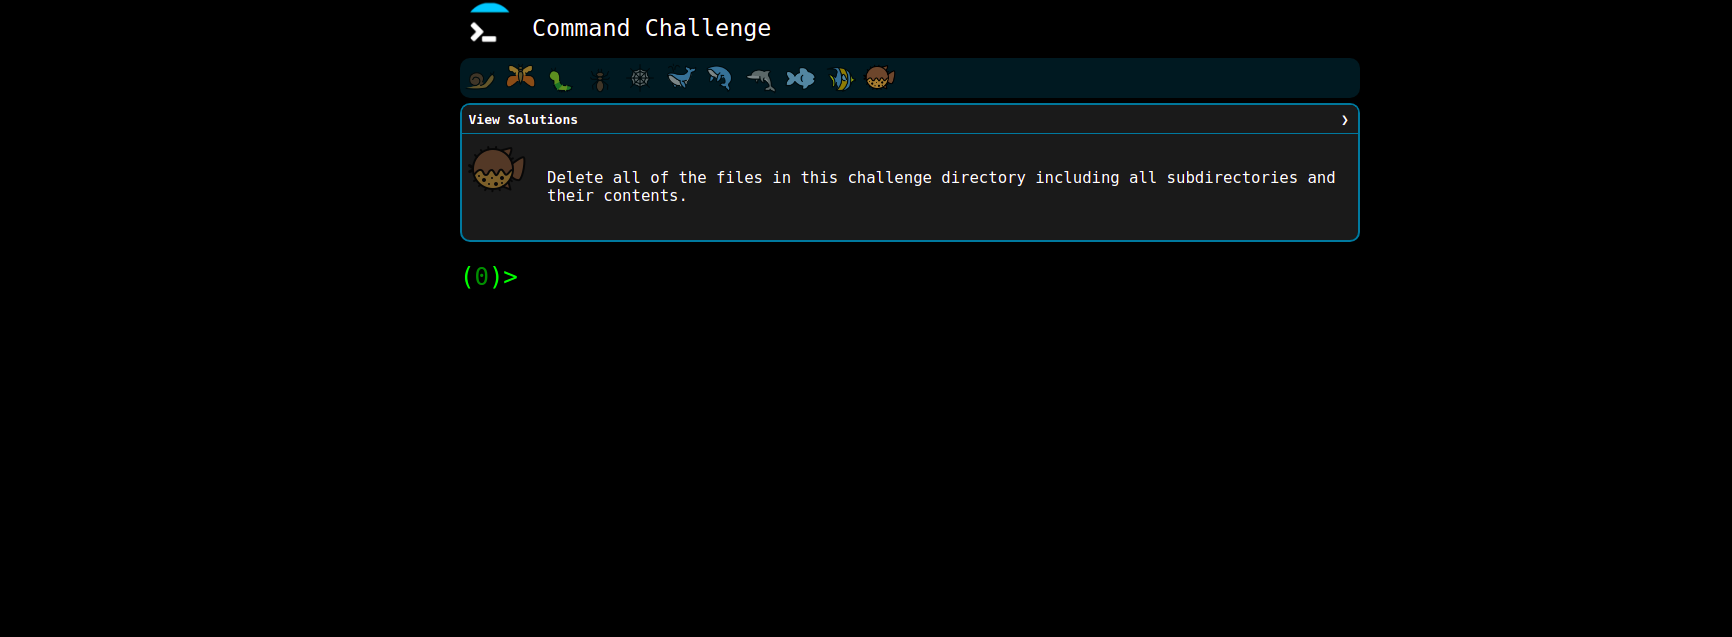 Command Challenge
View Solutions ❯
Delete all of the files in this challenge directory including all subdirectories and
their contents.
(0)>